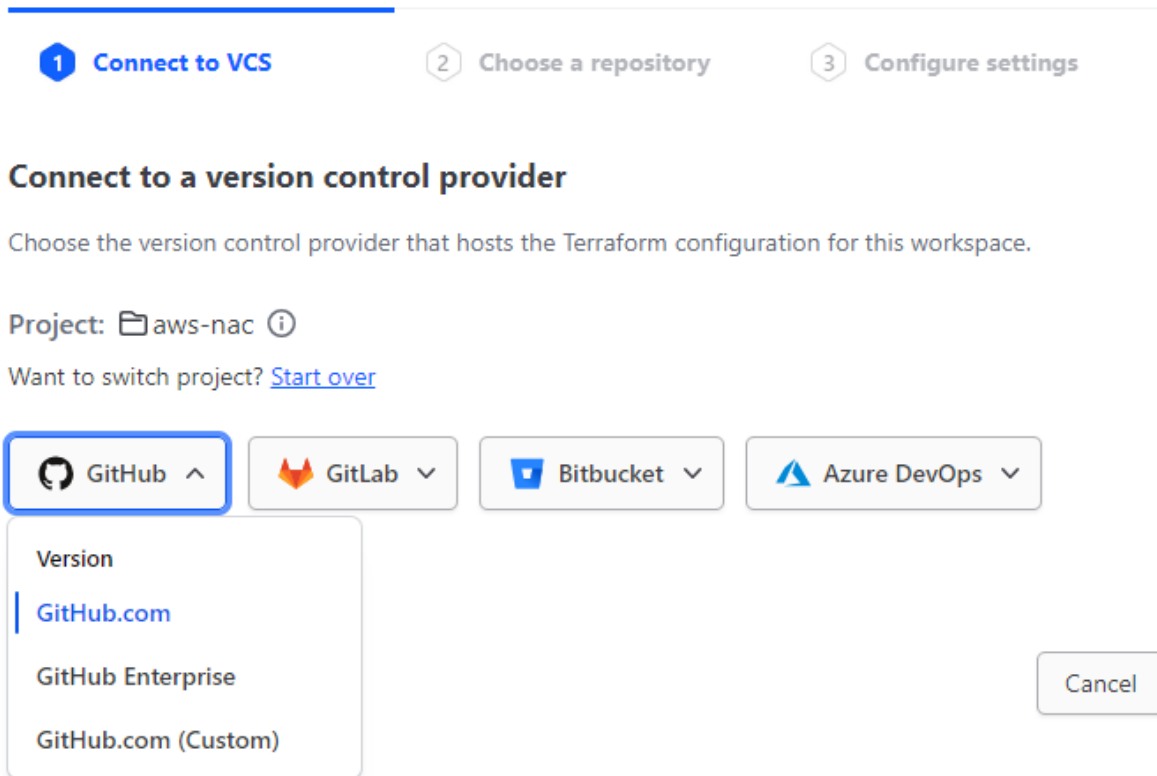 1 Connect to VCS 2 Choose a repository 3 Configure settings
Connect to a version control provider
Choose the version control provider that hosts the Terraform configuration for this workspace.
Project: aws-nac
Want to switch project? Start over
GitHub GitLab Bitbucket Azure DevOps
Version
GitHub.com
GitHub Enterprise
Cancel
GitHub.com (Custom)